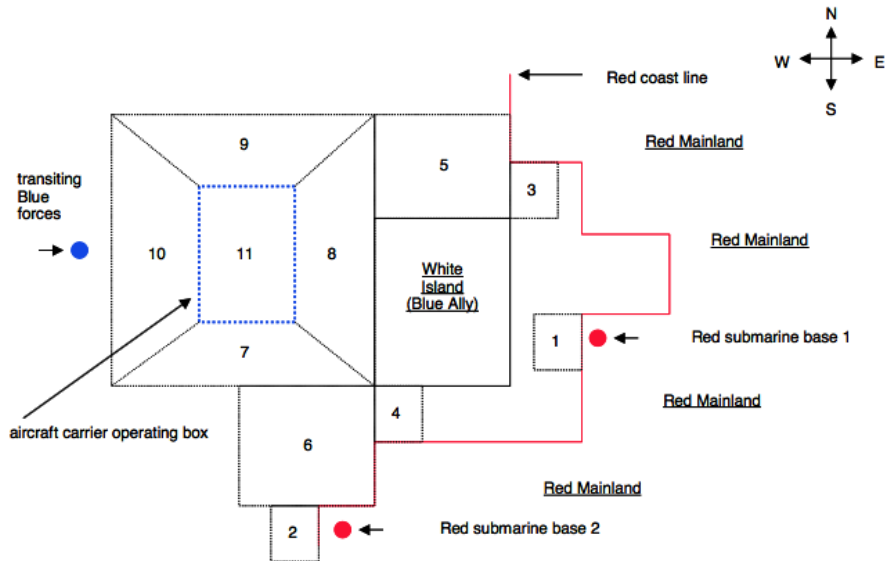 N
W E
S
Red coast line
Red Mainland
9
5
transiting
Blue
forces
3
Red Mainland
10
11
8
White
Island
(Blue Ally)
1
Red submarine base 1
7
Red Mainland
4
aircraft carrier operating box
6
Red Mainland
2
Red submarine base 2